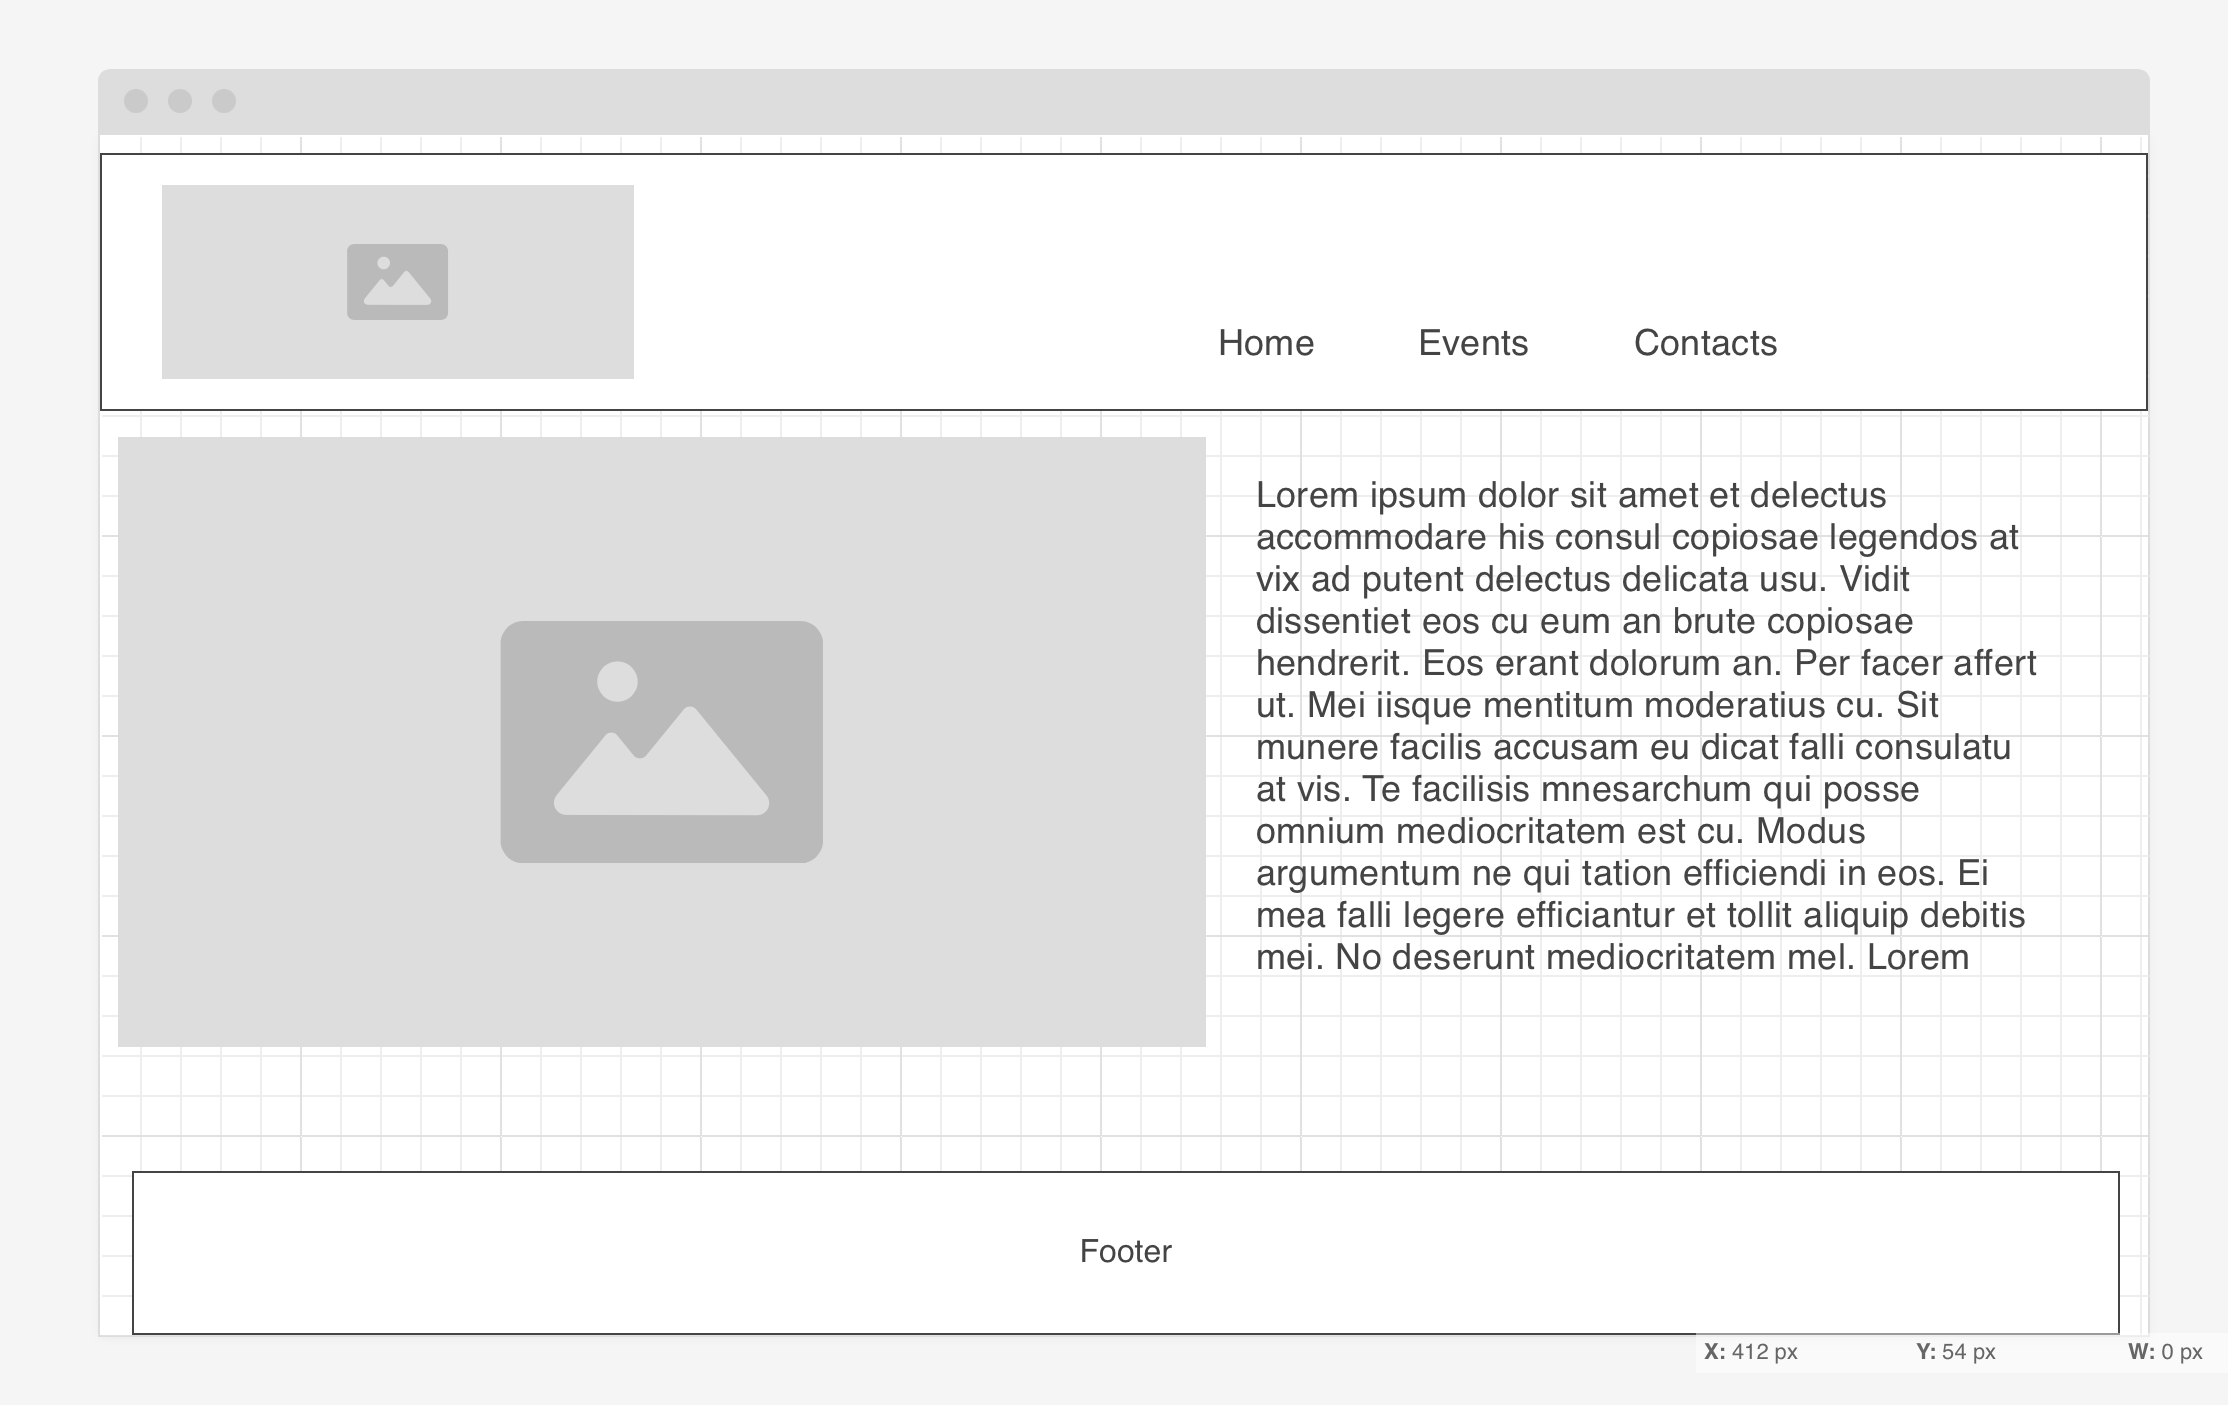 Home Events Contacts
Lorem ipsum dolor sit amet et delectus
accommodare his consul copiosae legendos at
vix ad putent delectus delicata usu. Vidit
dissentiet eos cu eum an brute copiosae
hendrerit. Eos erant dolorum an. Per facer affert
ut. Mei iisque mentitum moderatius cu. Sit
munere facilis accusam eu dicat falli consulatu
at vis. Te facilisis mnesarchum qui posse
omnium mediocritatem est cu. Modus
argumentum ne qui tation efficiendi in eos. Ei
mea falli legere efficiantur et tollit aliquip debitis
mei. No deserunt mediocritatem mel. Lorem
Footer
X: 412 px Y: 54 px W: 0 px